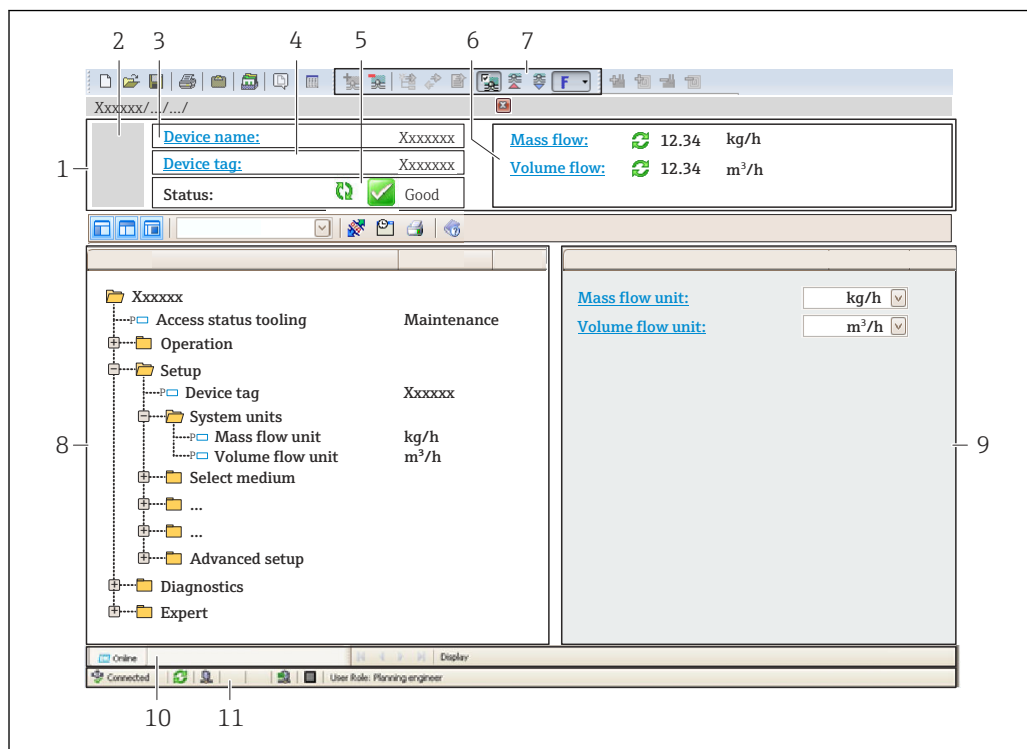 2 3 4 5 6 7
F
Xxxxxx/.../.../
1
Device name: Xxxxxxx
Device tag: Xxxxxxx
Status: Good
Mass flow: 12.34 kg/h
Volume flow: 12.34 m³/h
Xxxxxx
P Access status tooling Maintenance
Operation
Setup
P Device tag Xxxxxx
System units
P Mass flow unit kg/h
P Volume flow unit m³/h
Select medium
...
...
Advanced setup
Diagnostics
Expert
8
Mass flow unit: kg/h
Volume flow unit: m³/h
9
Online Display
Connected User Role: Planning engineer
10 11